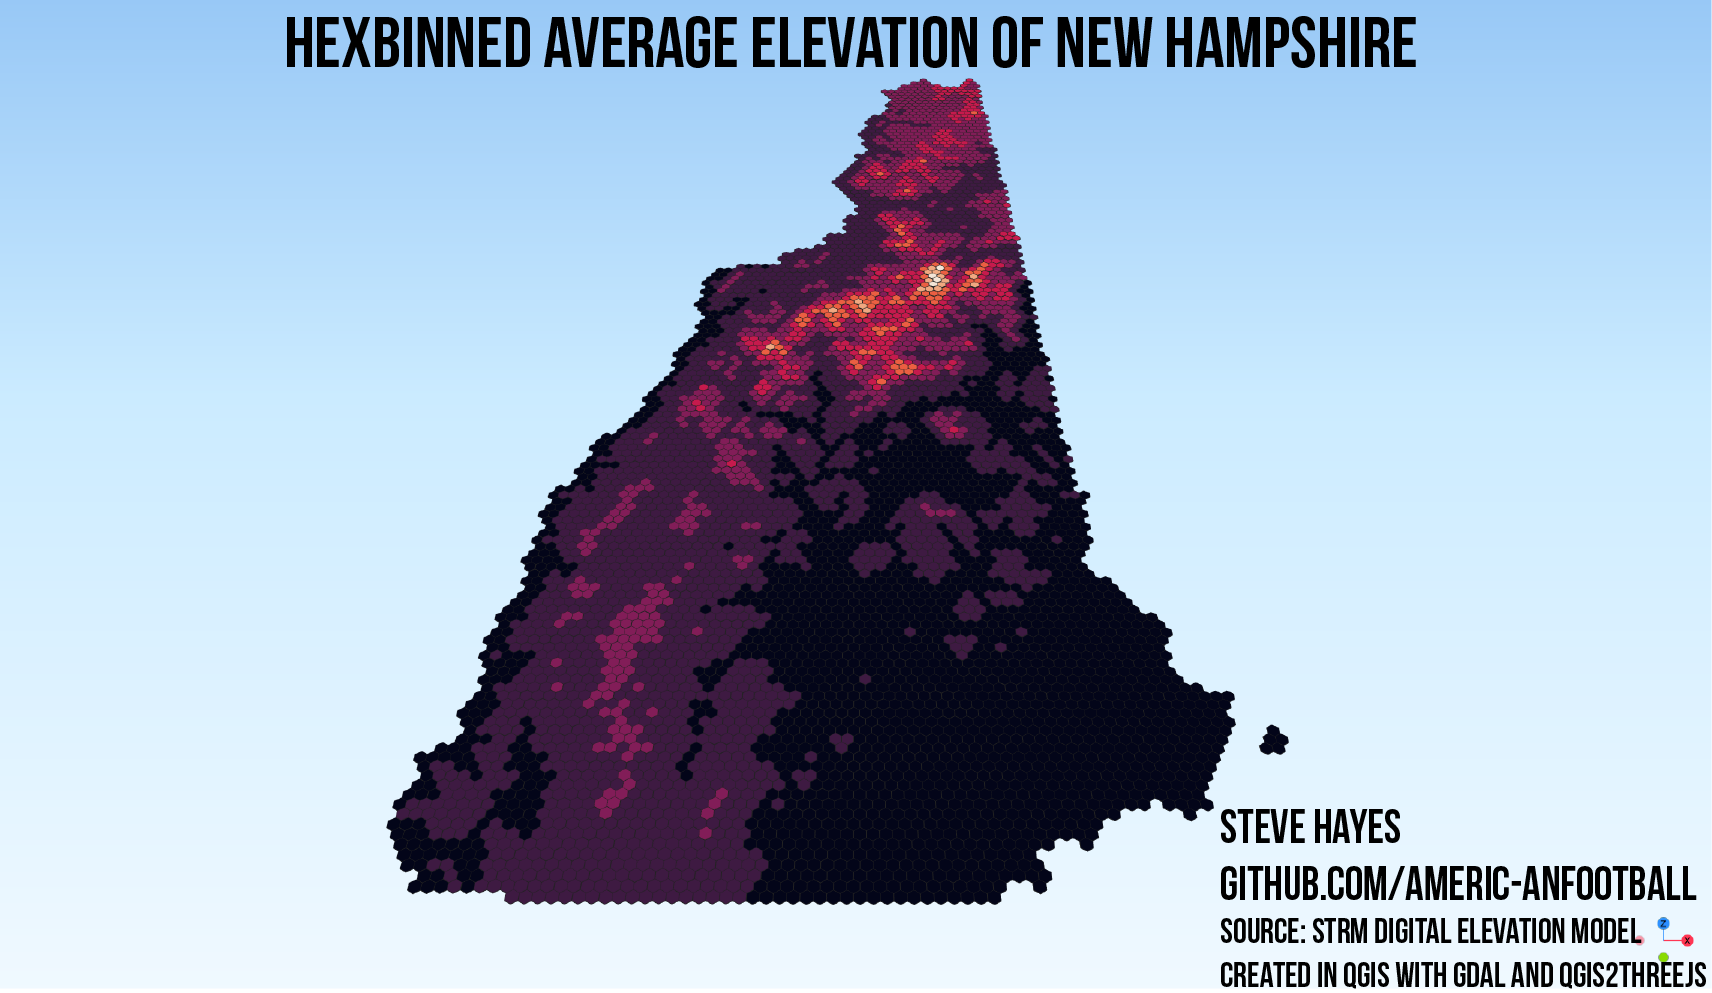 HEXBINNED AVERAGE ELEVATION OF NEW HAMPSHIRE
STEVE HAYES
GITHUB.COM/AMERIC-ANFOOTBALL
SOURCE: STRM DIGITAL ELEVATION MODEL
Z
X
CREATED IN QGIS WITH GDAL AND QGIS2THREEJS